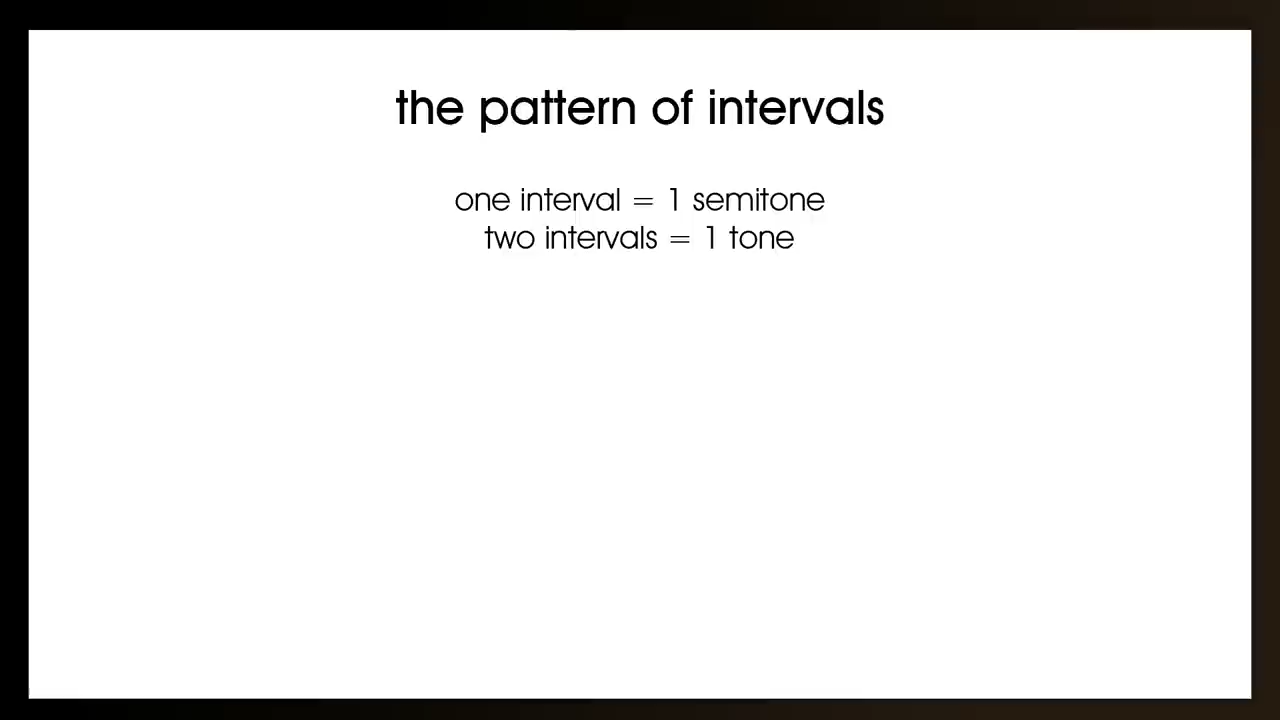 the pattern of intervals
one interval = 1 semitone
two intervals = 1 tone